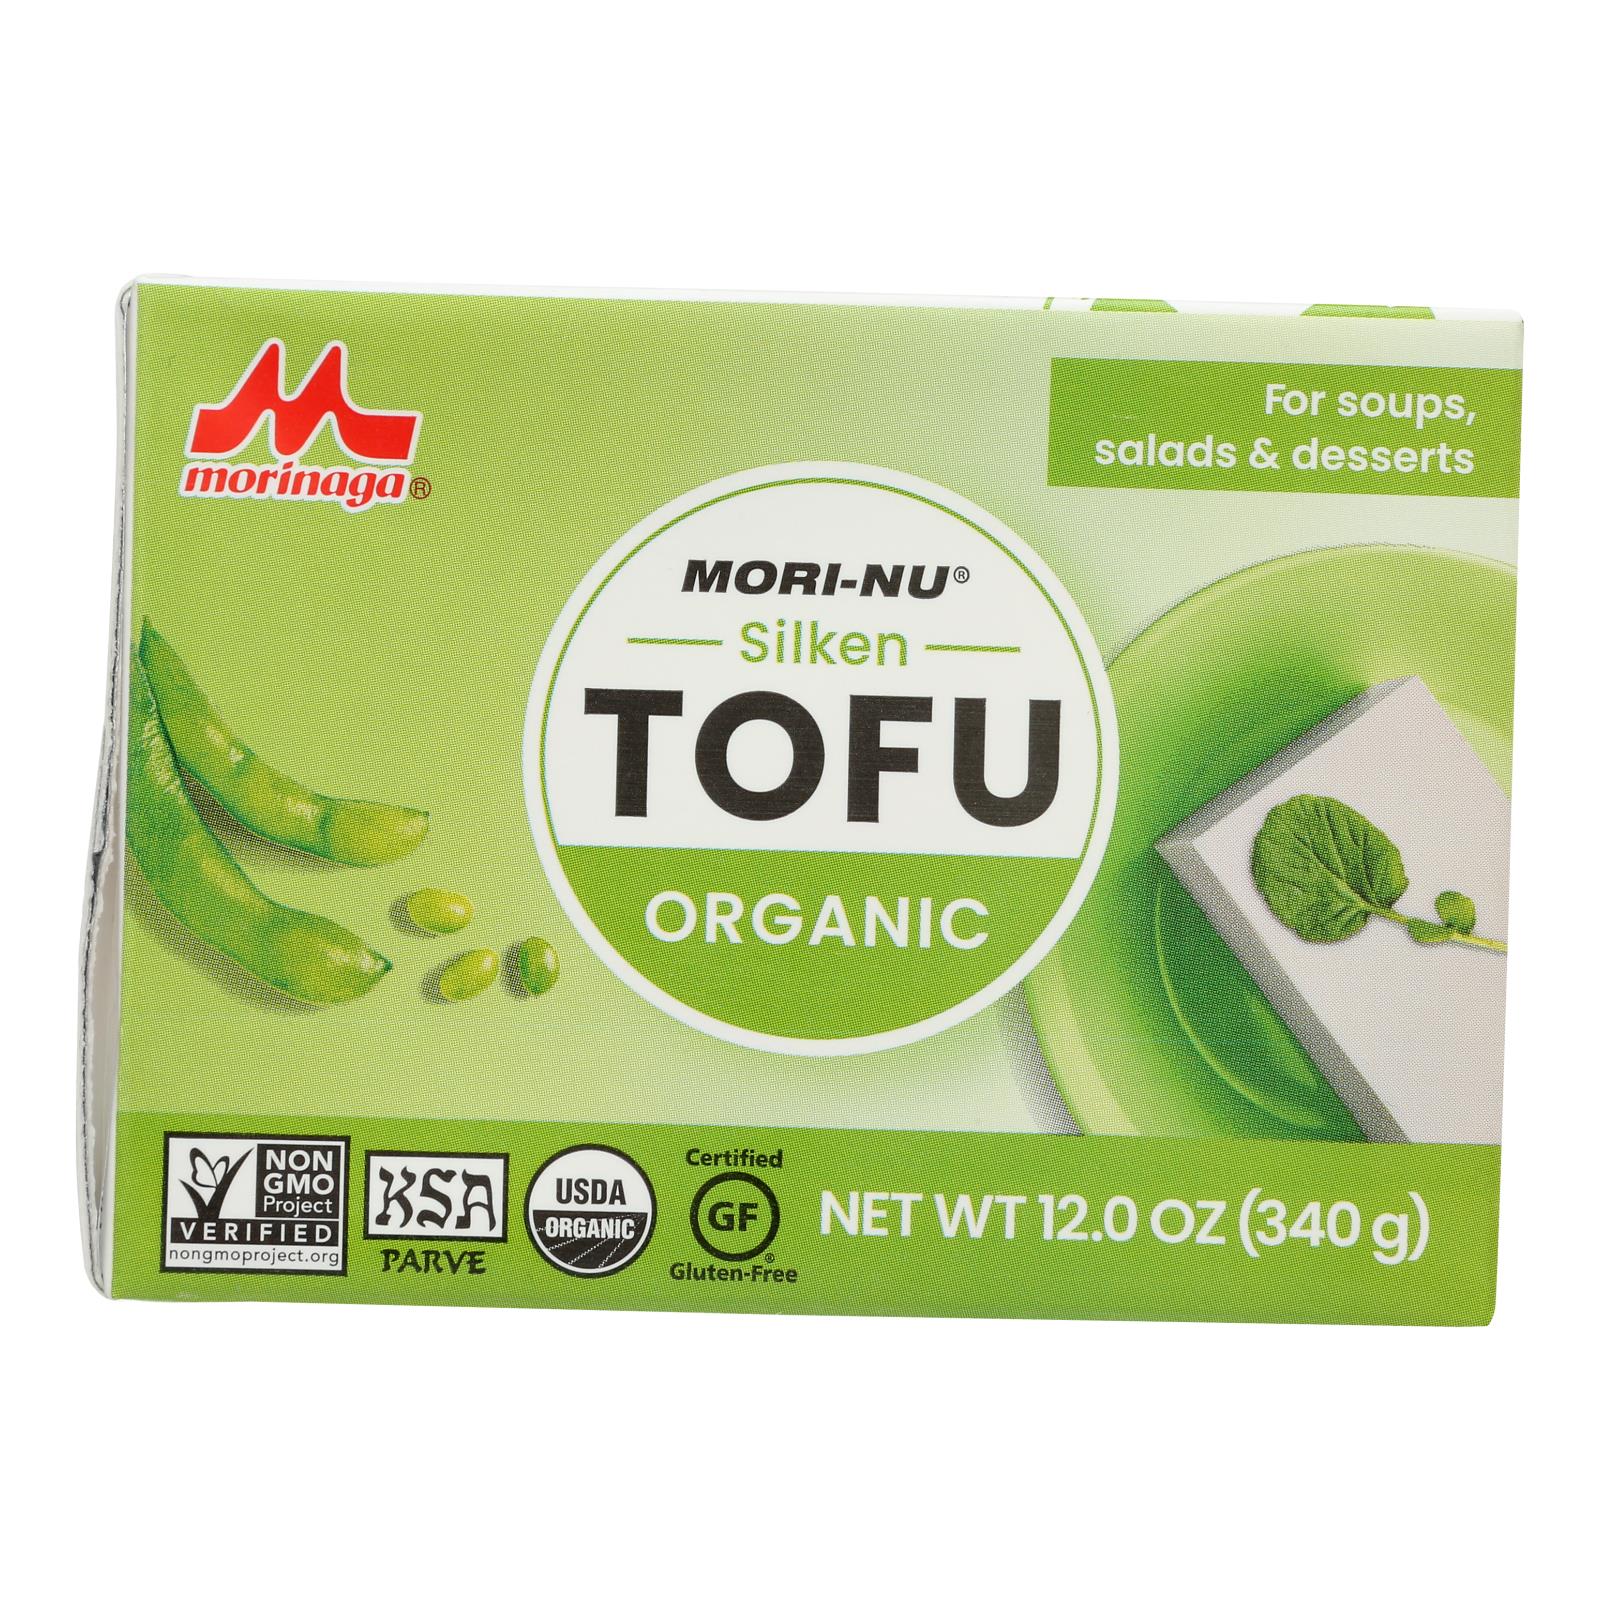 morinaga®
For soups,
salads & desserts
MORI-NU®
Silken
TOFU
ORGANIC
NON
GMO
Project
VERIFIED
nongmoproject.org
KSA
PARVE
USDA
ORGANIC
Certified
GF®
Gluten-Free
NET WT 12.0 OZ (340 g)